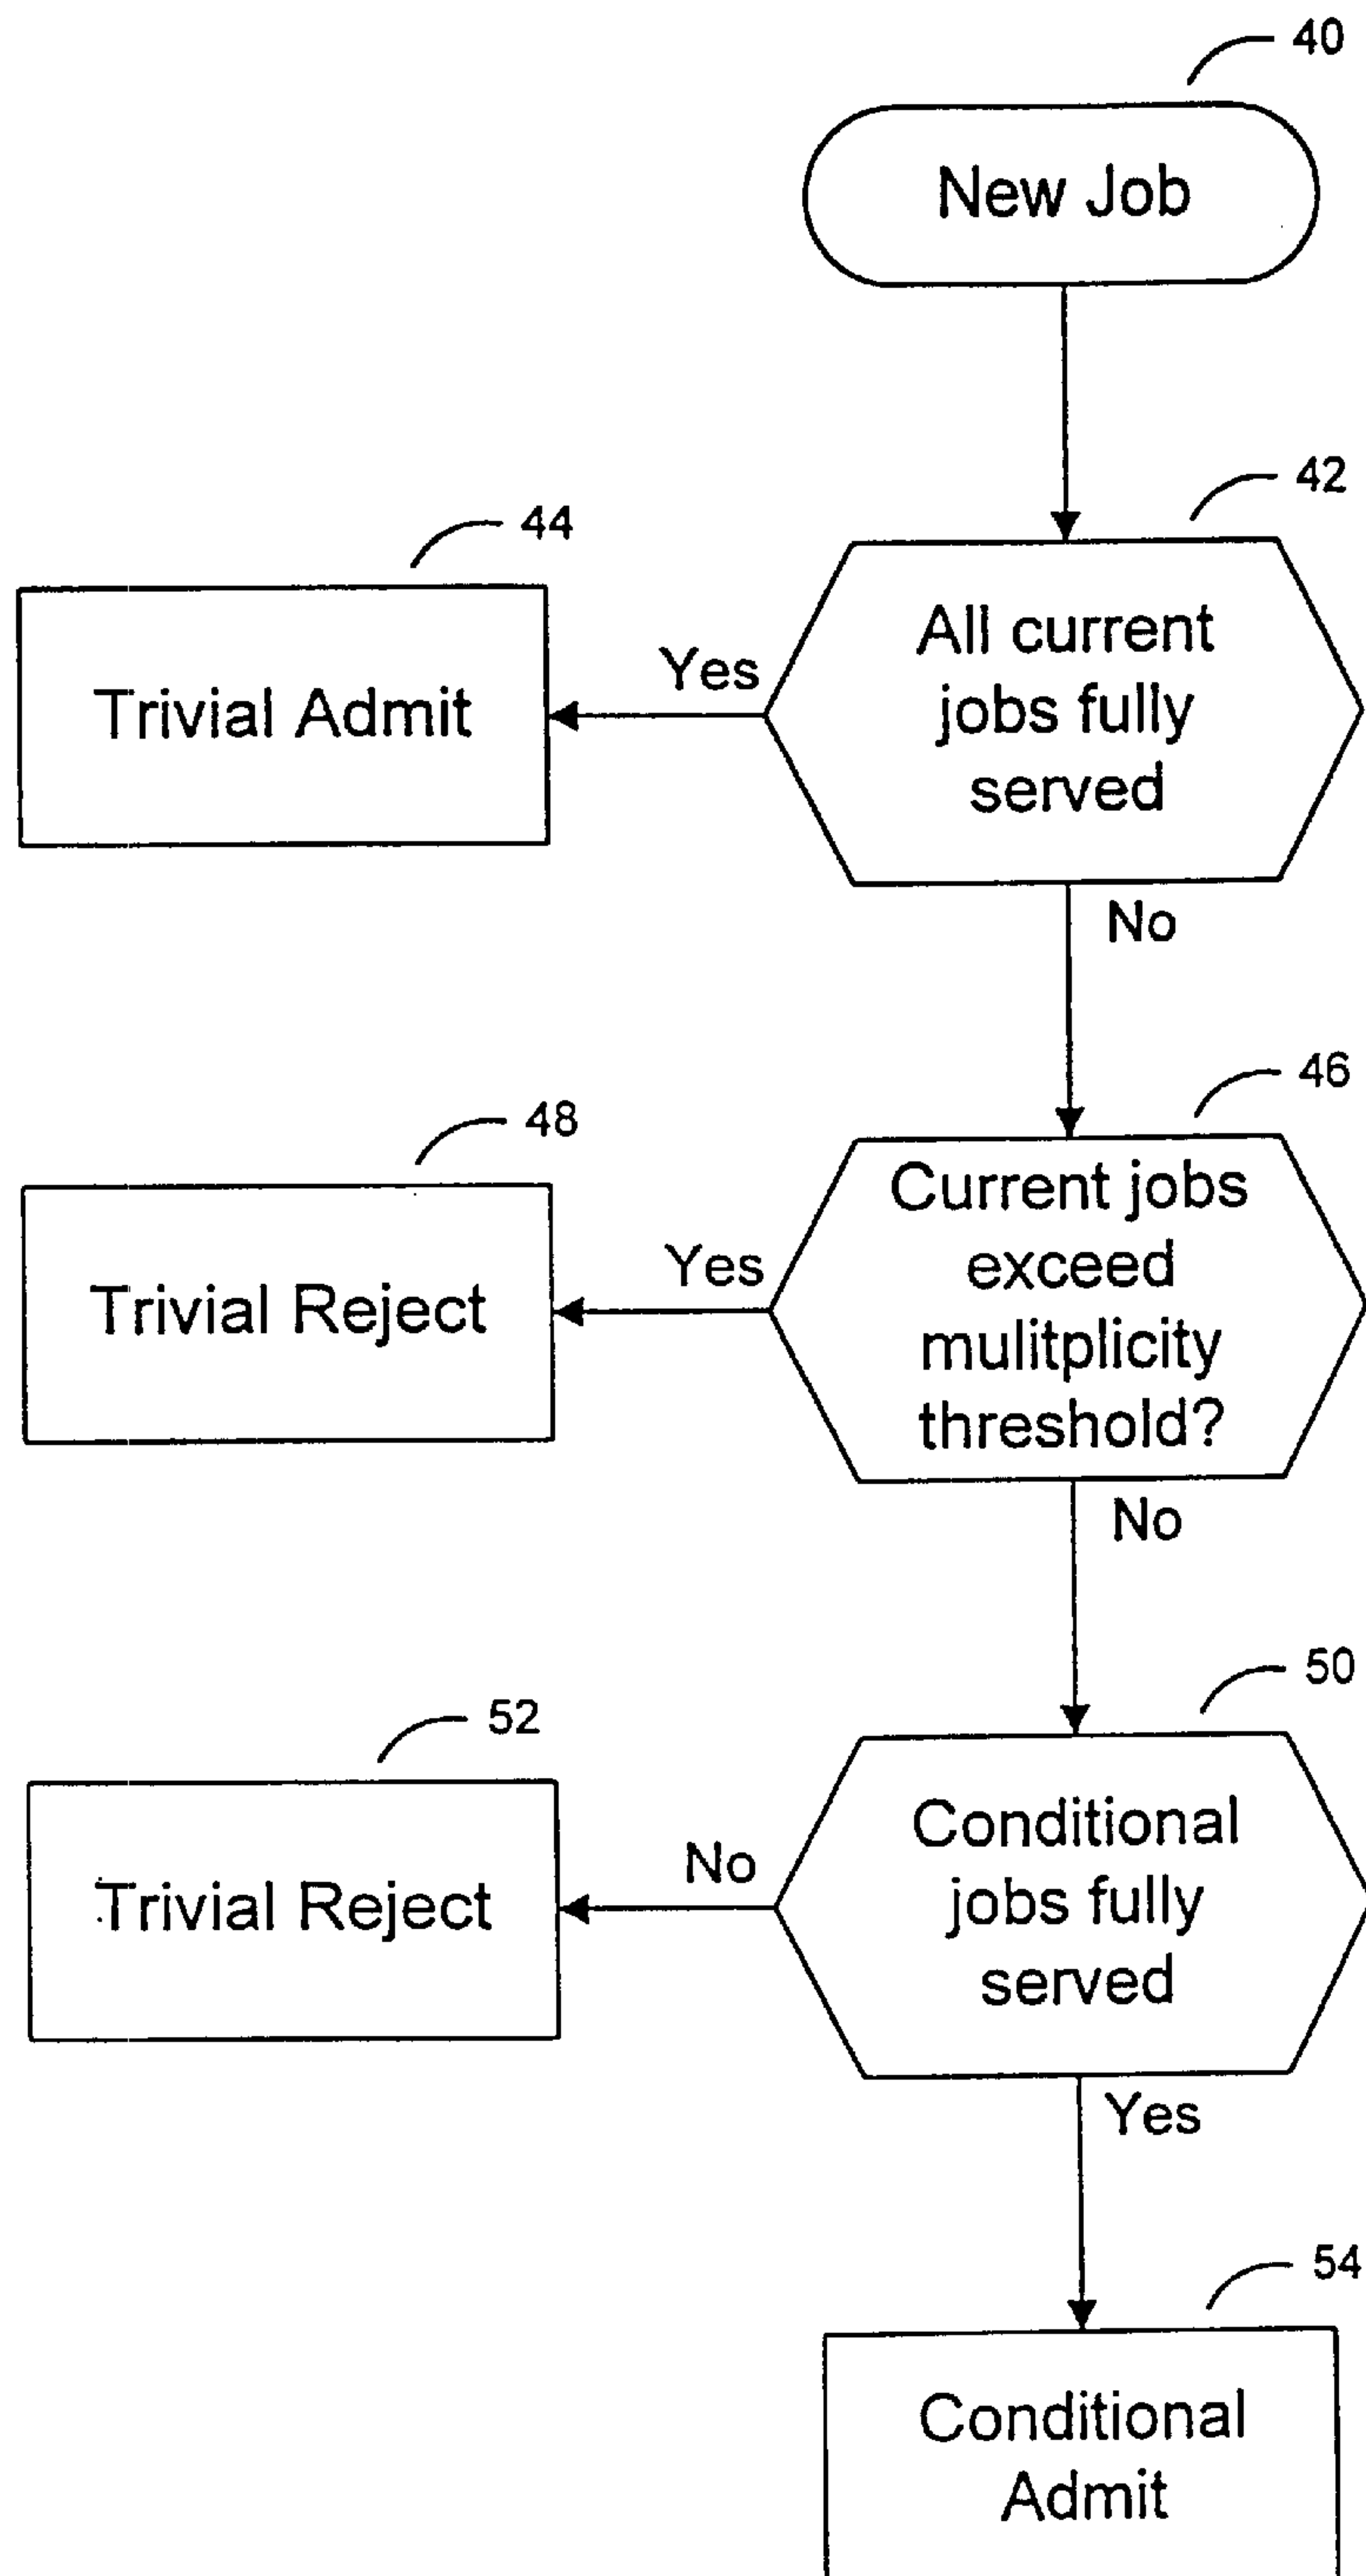 40
New Job
42
All current
jobs fully
served
44
Trivial Admit
Yes
No
46
Current jobs
exceed
mulitplicity
threshold?
48
Trivial Reject
Yes
No
50
Conditional
jobs fully
served
52
Trivial Reject
No
Yes
54
Conditional
Admit